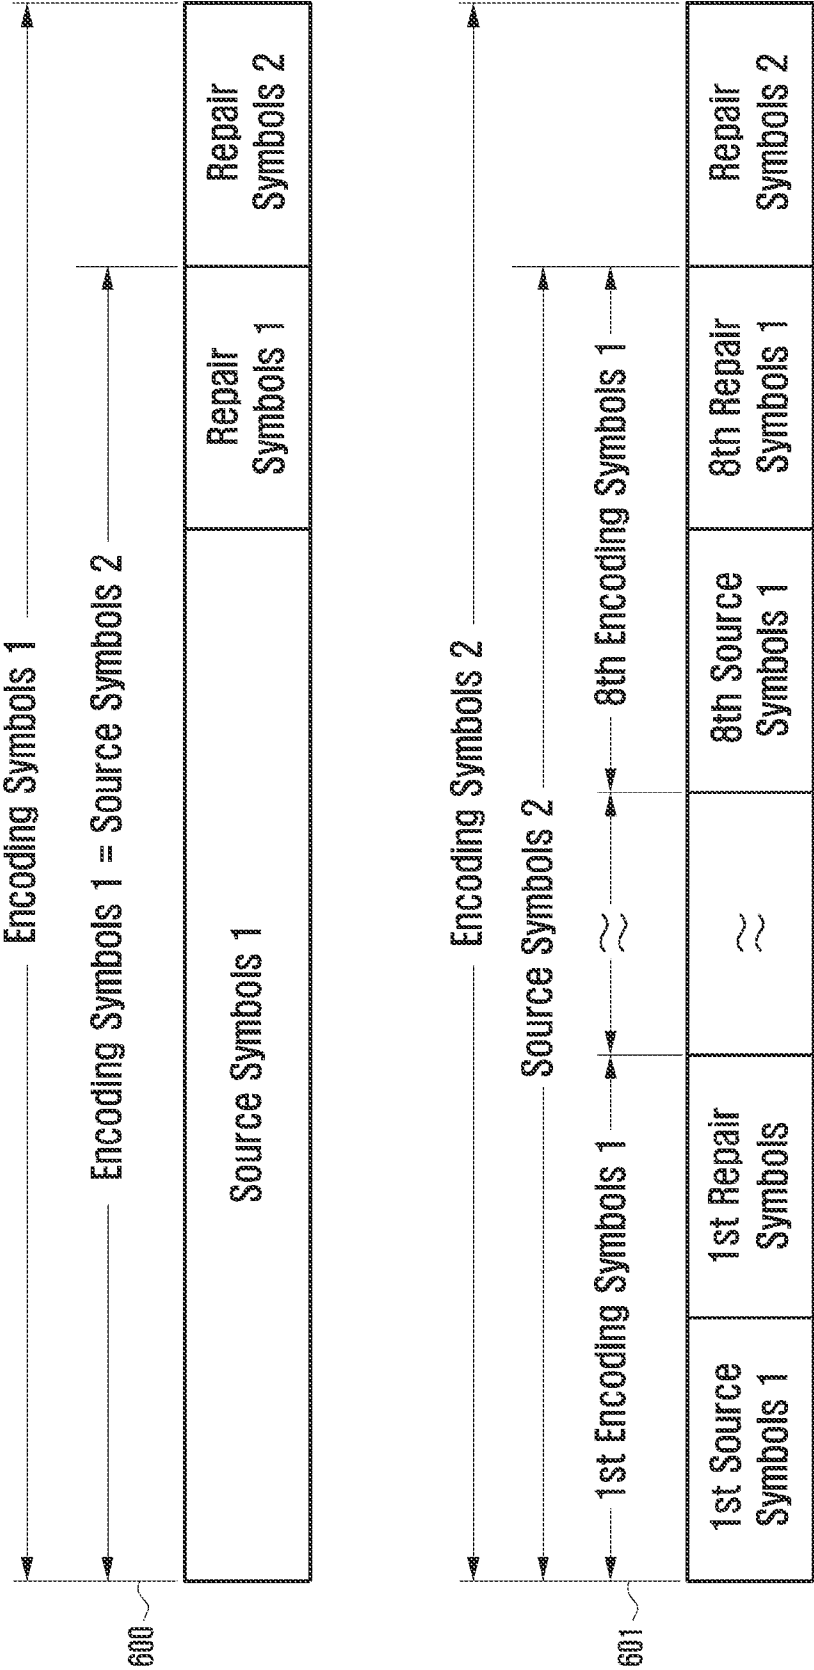 600
Encoding Symbols 1
Encoding Symbols 1 = Source Symbols 2
Source Symbols 1
Repair
Symbols 1
Repair
Symbols 2
601
Encoding Symbols 2
Source Symbols 2
1st Encoding Symbols 1
8th Encoding Symbols 1
1st Source
Symbols 1
1st Repair
Symbols
8th Source
Symbols 1
8th Repair
Symbols 1
Repair
Symbols 2